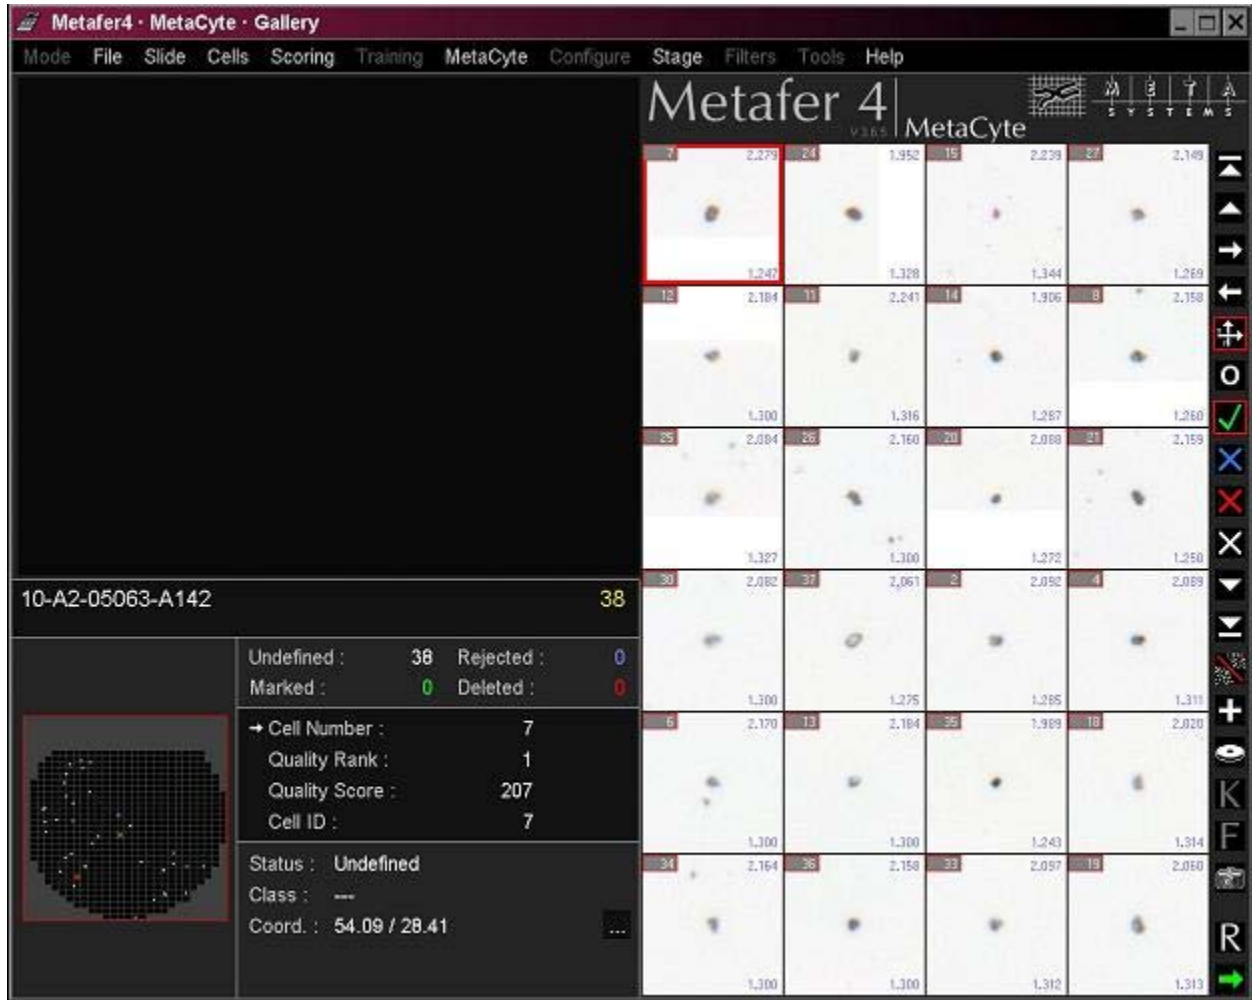 Metafer4 · MetaCyte · Gallery
Mode File Slide Cells Scoring Training MetaCyte Configure Stage Filters Tools Help
Metafer 4
V 3.6.5
MetaCyte
META
SYSTEMS
7 2.279 24 1.952 15 2.239 27 2.149
1.247 1.328 1.344 1.269
12 2.184 11 2.241 14 1.906 8 2.158
1.300 1.316 1.287 1.260
25 2.084 26 2.160 20 2.088 21 2.159
1.327 1.300 1.272 1.250
30 2.082 37 2.061 2 2.092 4 2.089
1.300 1.275 1.285 1.311
6 2.170 13 2.184 35 1.989 18 2.020
1.300 1.300 1.243 1.314
34 2.164 36 2.158 33 2.097 19 2.060
1.300 1.300 1.312 1.313
O
K
F
R
10-A2-05063-A142 38
Undefined : 38 Rejected : 0
Marked : 0 Deleted : 0
Cell Number : 7
Quality Rank : 1
Quality Score : 207
Cell ID : 7
Status : Undefined
Class : ---
Coord. : 54.09 / 28.41 ...